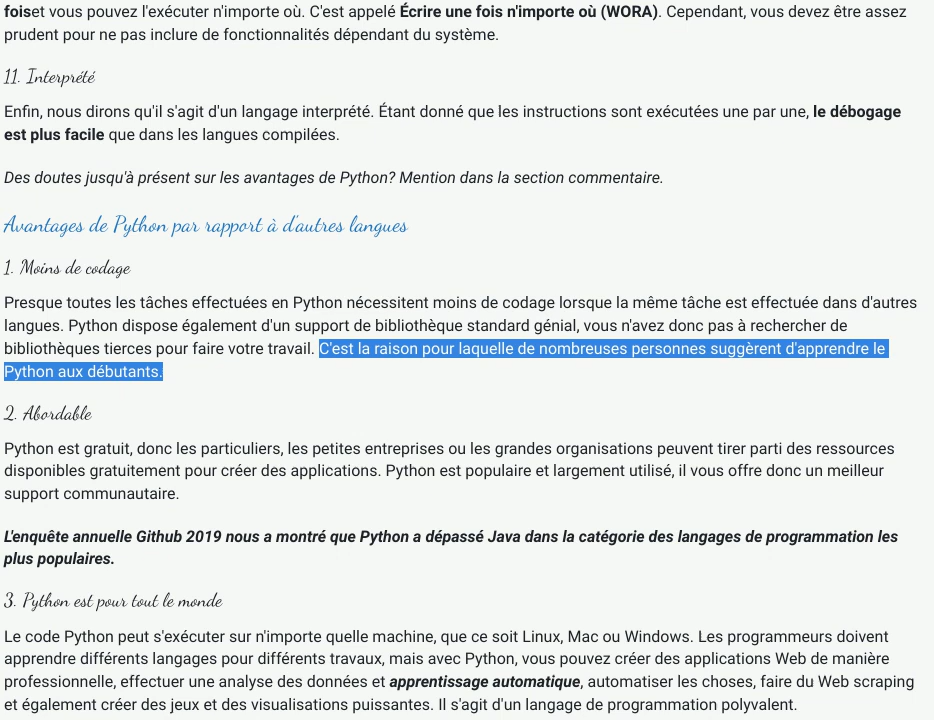 foiset vous pouvez l'exécuter n'importe où. C'est appelé Écrire une fois n'importe où (WORA). Cependant, vous devez être assez
prudent pour ne pas inclure de fonctionnalités dépendant du système.
11. Interprété
Enfin, nous dirons qu'il s'agit d'un langage interprété. Étant donné que les instructions sont exécutées une par une, le débogage
est plus facile que dans les langues compilées.
Des doutes jusqu'à présent sur les avantages de Python? Mention dans la section commentaire.
Avantages de Python par rapport à d'autres langues
1. Moins de codage
Presque toutes les tâches effectuées en Python nécessitent moins de codage lorsque la même tâche est effectuée dans d'autres
langues. Python dispose également d'un support de bibliothèque standard génial, vous n'avez donc pas à rechercher de
bibliothèques tierces pour faire votre travail. C'est la raison pour laquelle de nombreuses personnes suggèrent d'apprendre le
Python aux débutants.
2. Abordable
Python est gratuit, donc les particuliers, les petites entreprises ou les grandes organisations peuvent tirer parti des ressources
disponibles gratuitement pour créer des applications. Python est populaire et largement utilisé, il vous offre donc un meilleur
support communautaire.
L'enquête annuelle Github 2019 nous a montré que Python a dépassé Java dans la catégorie des langages de programmation les
plus populaires.
3. Python est pour tout le monde
Le code Python peut s'exécuter sur n'importe quelle machine, que ce soit Linux, Mac ou Windows. Les programmeurs doivent
apprendre différents langages pour différents travaux, mais avec Python, vous pouvez créer des applications Web de manière
professionnelle, effectuer une analyse des données et apprentissage automatique, automatiser les choses, faire du Web scraping
et également créer des jeux et des visualisations puissantes. Il s'agit d'un langage de programmation polyvalent.